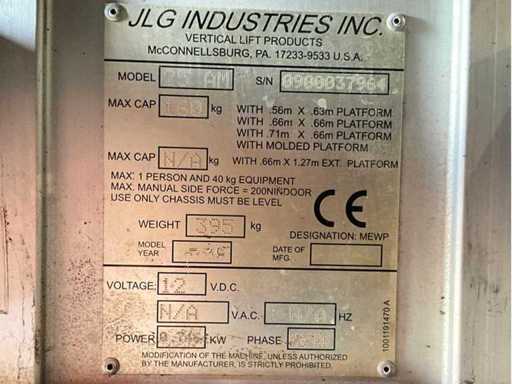 JLG INDUSTRIES INC.
VERTICAL LIFT PRODUCTS
McCONNELLSBURG, PA. 17233-9533 U.S.A.
MODEL 25 AM S/N 0900037964
MAX CAP kg WITH .56m X .63m PLATFORM
WITH .66m X .66m PLATFORM
WITH .71m X .66m PLATFORM
WITH MOLDED PLATFORM
MAX CAP N/A kg WITH .66m X 1.27m EXT. PLATFORM
MAX. 1 PERSON AND 40 kg EQUIPMENT
MAX. MANUAL SIDE FORCE = 200N INDOOR
USE ONLY CHASSIS MUST BE LEVEL
CE
WEIGHT 395 kg DESIGNATION: MEWP
MODEL YEAR DATE OF MFG.
VOLTAGE: 12 V.D.C.
N/A V.A.C. N/A HZ
POWER KW PHASE
MODIFICATION OF THE MACHINE, UNLESS AUTHORIZED
BY THE MANUFACTURER, IS STRICTLY FORBIDDEN.
1001191470 A